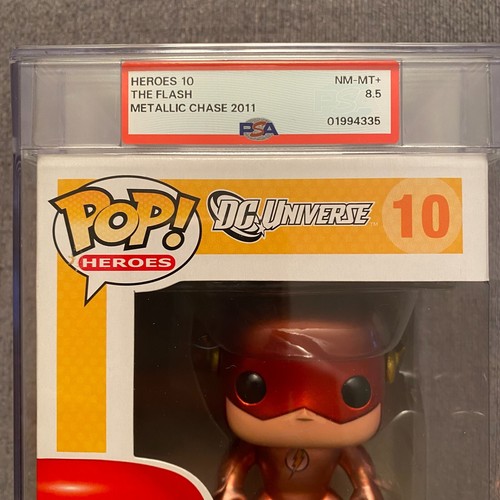 HEROES 10
NM-MT+
THE FLASH
8.5
METALLIC CHASE 2011
PSA
01994335
POP!
HEROES
DC UNIVERSE
10